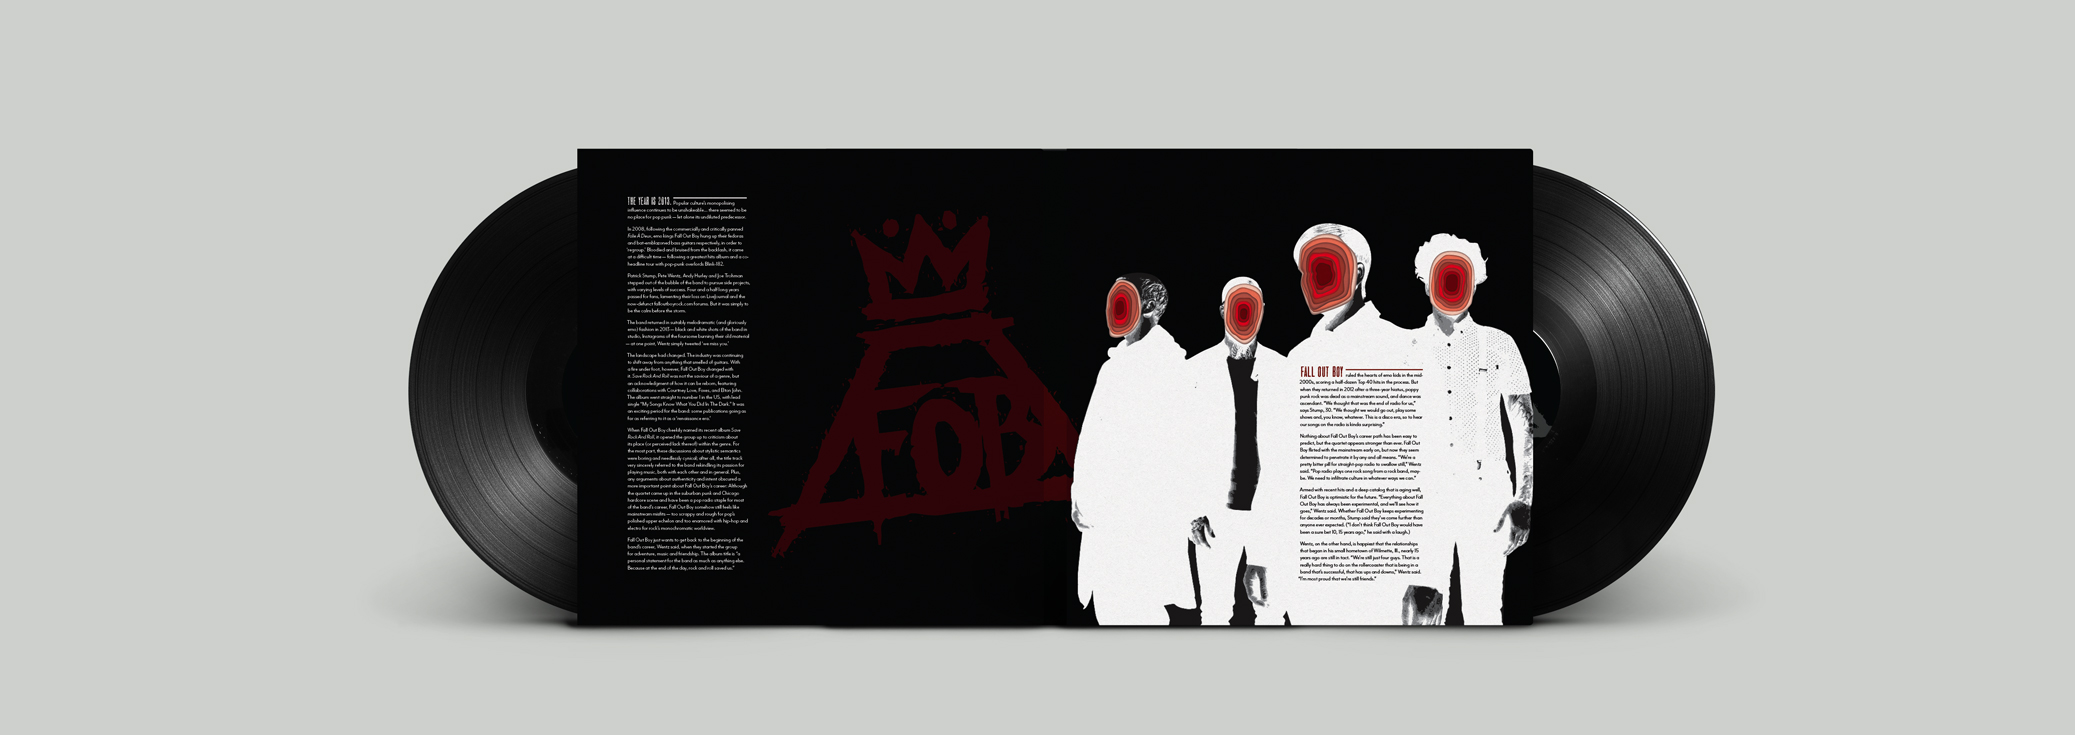 THE YEAR IS 2013. Popular culture's monopolising
influence continues to be unshakeable... there seemed to be
no place for pop punk — let alone its undiluted predecessor.
In 2008, following the commercially and critically panned
Folie À Deux, emo kings Fall Out Boy hung up their fedoras
and bat-emblazoned bass guitars respectively, in order to
'regroup.' Bloodied and bruised from the backlash, it came
at a difficult time — following a greatest hits album and a co-
headline tour with pop-punk overlords Blink-182.
Patrick Stump, Pete Wentz, Andy Hurley and Joe Trohman
stepped out of the bubble of the band to pursue side projects,
with varying levels of success. Four and a half long years
passed for fans, lamenting their loss on LiveJournal and the
now-defunct falloutboyrock.com forums. But it was simply to
be the calm before the storm.
The band returned in suitably melodramatic (and gloriously
emo) fashion in 2013 — black and white shots of the band in
studio, Instagrams of the foursome burning their old material
— at one point, Wentz simply tweeted 'we miss you.'
The landscape had changed. The industry was continuing
to shift away from anything that smelled of guitars. With
a fire under foot, however, Fall Out Boy changed with
it. Save Rock And Roll was not the saviour of a genre, but
an acknowledgment of how it can be reborn, featuring
collaborations with Courtney Love, Foxes, and Elton John.
The album went straight to number 1 in the US, with lead
single "My Songs Know What You Did In The Dark." It was
an exciting period for the band: some publications going as
far as referring to it as a 'renaissance era.'
When Fall Out Boy cheekily named its recent album Save
Rock And Roll, it opened the group up to criticism about
its place (or perceived lack thereof) within the genre. For
the most part, these discussions about stylistic semantics
were boring and needlessly cynical; after all, the title track
very sincerely referred to the band rekindling its passion for
playing music, both with each other and in general. Plus,
any arguments about authenticity and intent obscured a
more important point about Fall Out Boy's career: Although
the quartet came up in the suburban punk and Chicago
hardcore scene and have been a pop radio staple for most
of the band's career, Fall Out Boy somehow still feels like
mainstream misfits — too scrappy and rough for pop's
polished upper echelon and too enamored with hip-hop and
electro for rock's monochromatic worldview.
Fall Out Boy just wants to get back to the beginning of the
band's career, Wentz said, when they started the group
for adventure, music and friendship. The album title is "a
personal statement for the band as much as anything else.
Because at the end of the day, rock and roll saved us."
FOB
FALL OUT BOY ruled the hearts of emo kids in the mid-
2000s, scoring a half-dozen Top 40 hits in the process. But
when they returned in 2012 after a three-year hiatus, poppy
punk rock was dead as a mainstream sound, and dance was
ascendant. "We thought that was the end of radio for us,"
says Stump, 30. "We thought we would go out, play some
shows and, you know, whatever. This is a disco era, so to hear
our songs on the radio is kinda surprising."
Nothing about Fall Out Boy's career path has been easy to
predict, but the quartet appears stronger than ever. Fall Out
Boy flirted with the mainstream early on, but now they seem
determined to penetrate it by any and all means. "We're a
pretty bitter pill for straight-pop radio to swallow still," Wentz
said. "Pop radio plays one rock song from a rock band, may-
be. We need to infiltrate culture in whatever ways we can."
Armed with recent hits and a deep catalog that is aging well,
Fall Out Boy is optimistic for the future. "Everything about Fall
Out Boy has always been experimental, and we'll see how it
goes," Wentz said. Whether Fall Out Boy keeps experimenting
for decades or months, Stump said they've come further than
anyone ever expected. ("I don't think Fall Out Boy would have
been a sure bet 10, 15 years ago," he said with a laugh.)
Wentz, on the other hand, is happiest that the relationships
that began in his small hometown of Wilmette, Ill., nearly 15
years ago are still in tact. "We're still just four guys. That is a
really hard thing to do on the rollercoaster that is being in a
band that's successful, that has ups and downs," Wentz said.
"I'm most proud that we're still friends."